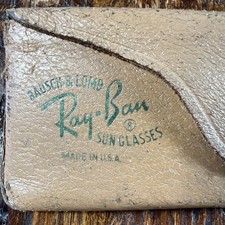 BAUSCH & LOMB
Ray-Ban ®
SUNGLASSES
MADE IN U.S.A.